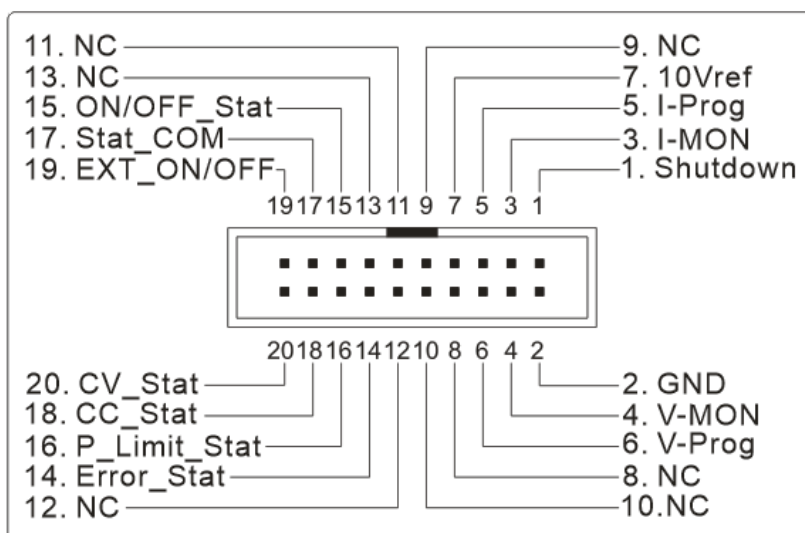 11. NC
13. NC
15. ON/OFF_Stat
17. Stat_COM
19. EXT_ON/OFF
9. NC
7. 10Vref
5. I-Prog
3. I-MON
1. Shutdown
19 17 15 13 11 9 7 5 3 1
20 18 16 14 12 10 8 6 4 2
20. CV_Stat
18. CC_Stat
16. P_Limit_Stat
14. Error_Stat
12. NC
2. GND
4. V-MON
6. V-Prog
8. NC
10.NC